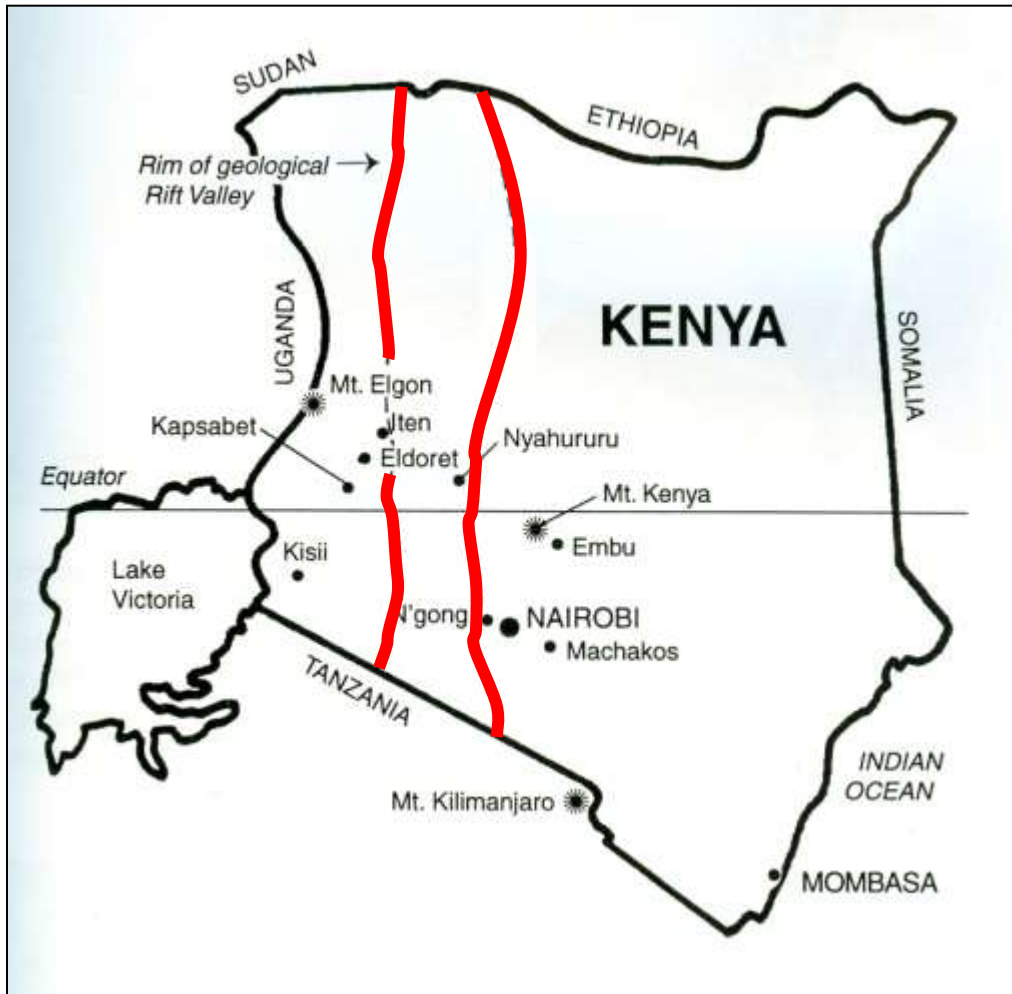 SUDAN
ETHIOPIA
Rim of geological
Rift Valley
UGANDA
KENYA
SOMALIA
Mt. Elgon
Kapsabet
Iten
Eldoret
Nyahururu
Equator
Mt. Kenya
Embu
Kisii
Lake
Victoria
N'gong
NAIROBI
Machakos
TANZANIA
INDIAN
OCEAN
Mt. Kilimanjaro
MOMBASA